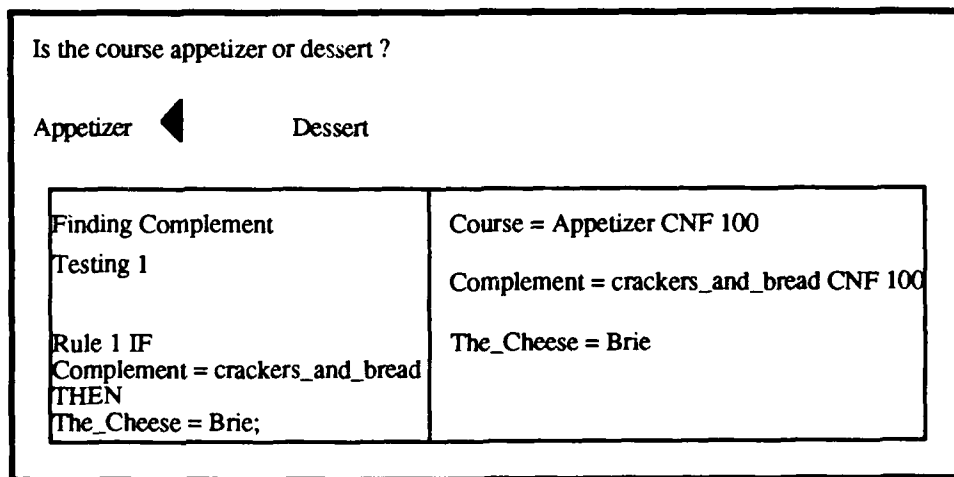 Is the course appetizer or dessert ?
Appetizer Dessert
Finding Complement
Testing 1
Rule 1 IF
Complement = crackers_and_bread
THEN
The_Cheese = Brie;
Course = Appetizer CNF 100
Complement = crackers_and_bread CNF 100
The_Cheese = Brie